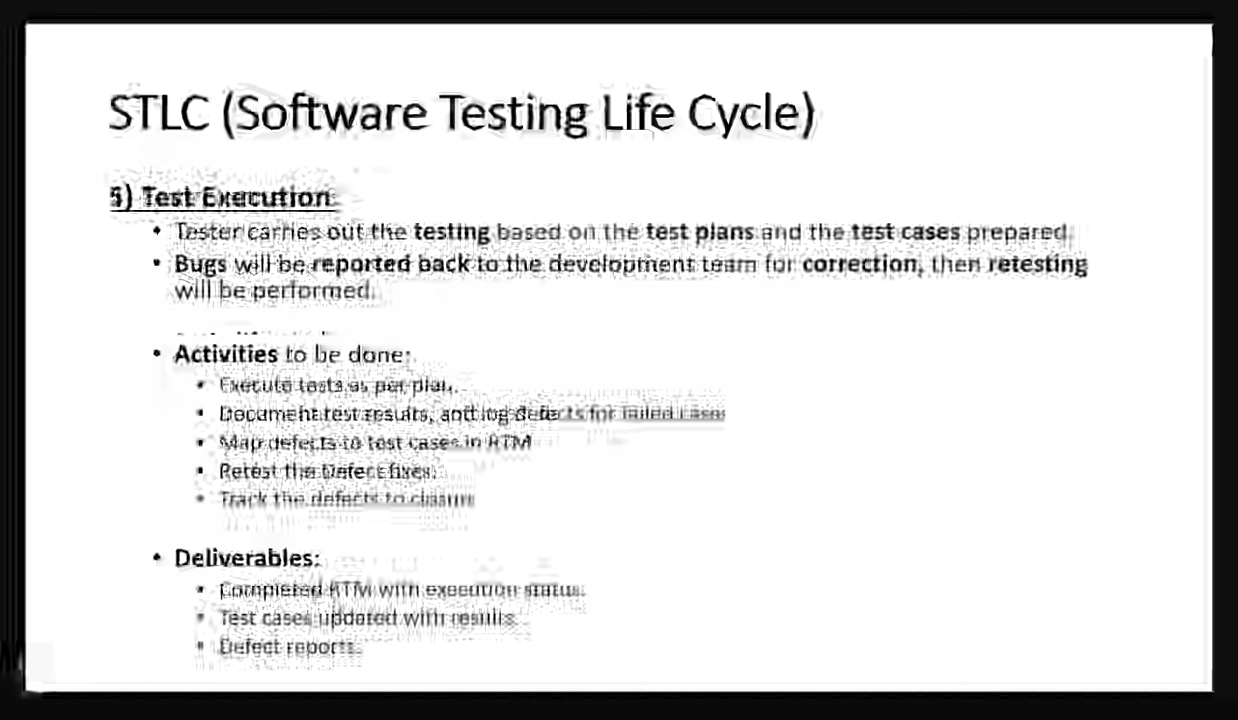 STLC (Software Testing Life Cycle)
5) Test Execution:
• Tester carries out the testing based on the test plans and the test cases prepared.
• Bugs will be reported back to the development team for correction, then retesting
will be performed.
• Activities to be done:
• Execute tests as per plan.
• Document test results, and log defects for failed cases
• Map defects to test cases in RTM
• Retest the Defect fixes.
• Track the defects to closure
• Deliverables:
• Completed RTM with execution status.
• Test cases updated with results.
• Defect reports.